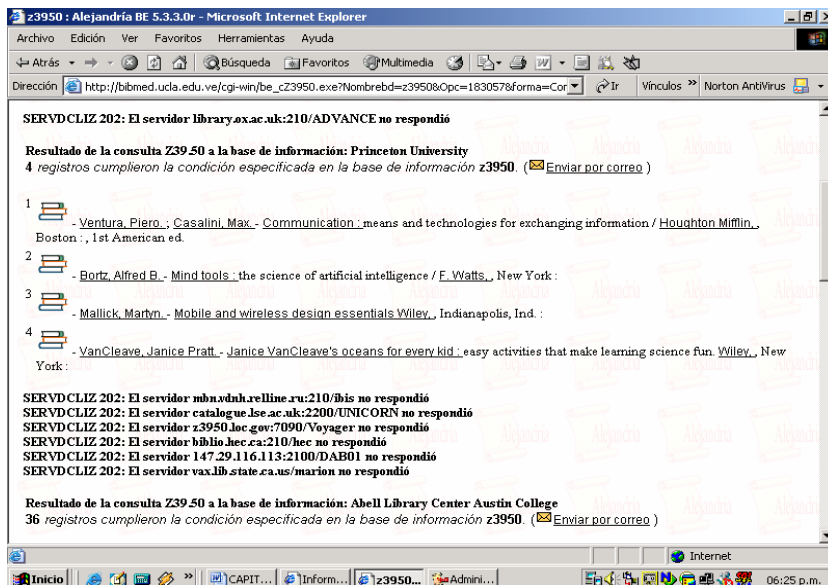 z3950 : Alejandría BE 5.3.3.0r - Microsoft Internet Explorer
Archivo Edición Ver Favoritos Herramientas Ayuda
Atrás Búsqueda Favoritos Multimedia
Dirección http://bibmed.ucla.edu.ve/cgi-win/be_cZ3950.exe?Nombrebd=z3950&Opc=183057&forma=Cor Ir Vínculos » Norton AntiVirus
SERVDCLIZ 202: El servidor library.ox.ac.uk:210/ADVANCE no respondió
Resultado de la consulta Z39.50 a la base de información: Princeton University
4 registros cumplieron la condición especificada en la base de información z3950. ( Enviar por correo )
1
- Ventura, Piero. ; Casalini, Max. - Communication : means and technologies for exchanging information / Houghton Mifflin, ,
Boston : , 1st American ed.
2
- Bortz, Alfred B. - Mind tools : the science of artificial intelligence / F. Watts, , New York :
3
- Mallick, Martyn. - Mobile and wireless design essentials Wiley, , Indianapolis, Ind. :
4
- VanCleave, Janice Pratt. - Janice VanCleave's oceans for every kid : easy activities that make learning science fun. Wiley, , New
York :
SERVDCLIZ 202: El servidor mbn.vdnh.relline.ru:210/ibis no respondió
SERVDCLIZ 202: El servidor catalogue.lse.ac.uk:2200/UNICORN no respondió
SERVDCLIZ 202: El servidor z3950.loc.gov:7090/Voyager no respondió
SERVDCLIZ 202: El servidor biblio.hec.ca:210/hec no respondió
SERVDCLIZ 202: El servidor 147.29.116.113:2100/DAB01 no respondió
SERVDCLIZ 202: El servidor vax.lib.state.ca.us/marion no respondió
Resultado de la consulta Z39.50 a la base de información: Abell Library Center Austin College
36 registros cumplieron la condición especificada en la base de información z3950. ( Enviar por correo )
Internet
Inicio » CAPIT... Inform... z3950... Admini... 06:25 p.m.